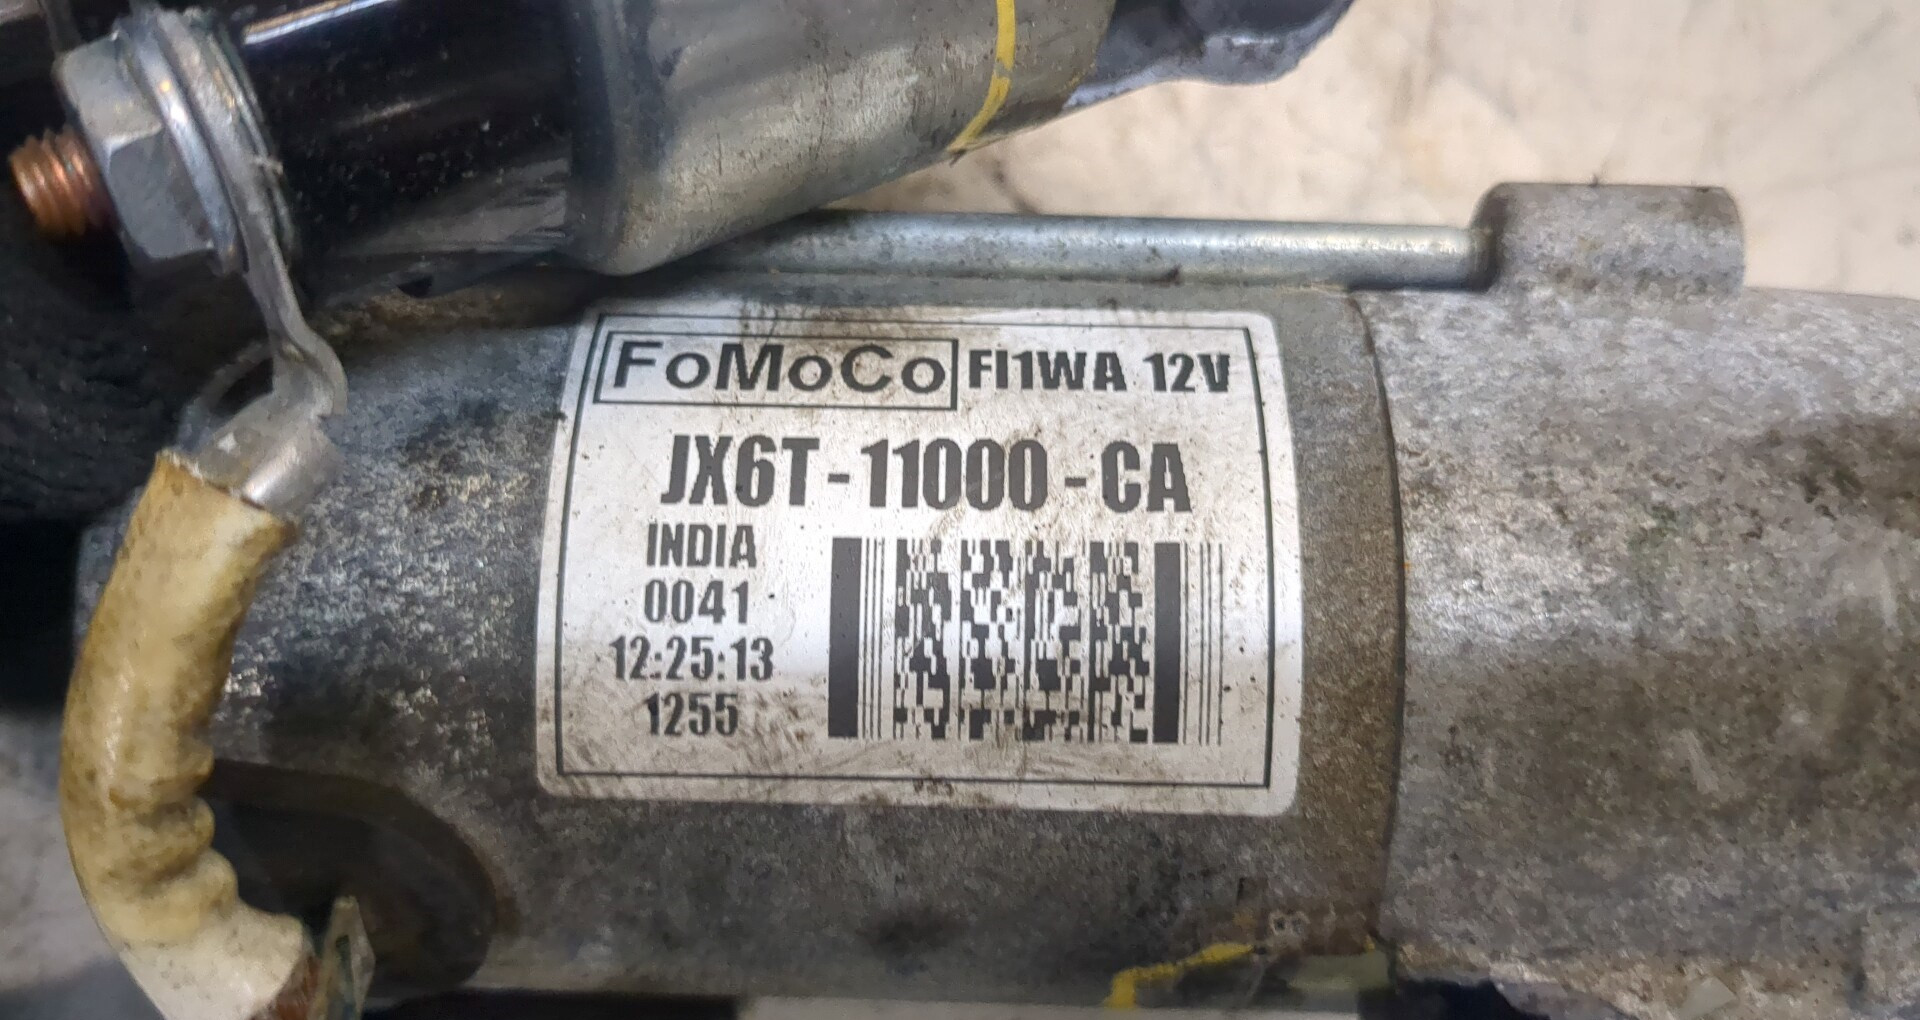 FoMoCo FI1WA 12V
JX6T-11000-CA
INDIA
0041
12:25:13
1255